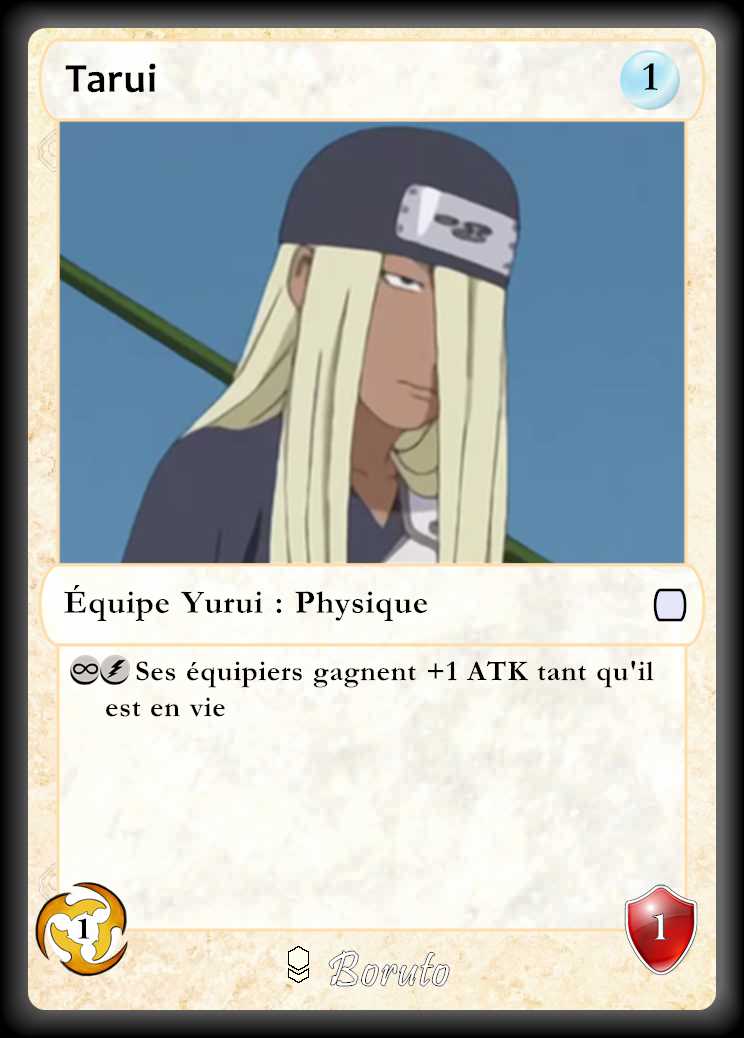 Tarui
1
Équipe Yurui : Physique
Ses équipiers gagnent +1 ATK tant qu'il
est en vie
1
1
Boruto